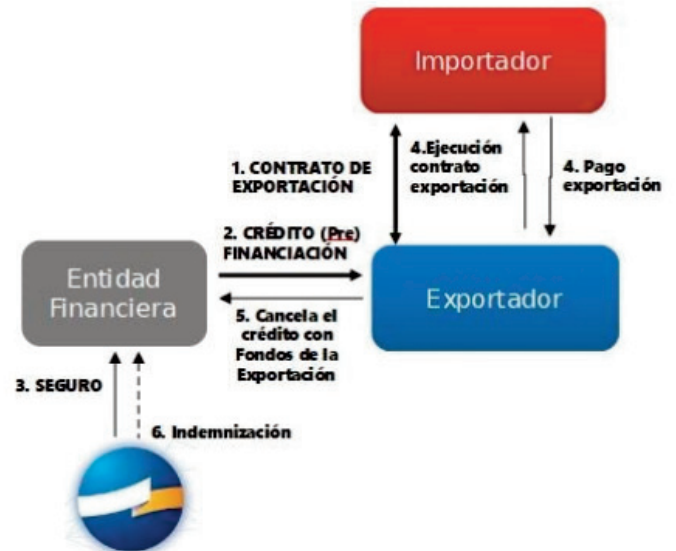 Importador
1. CONTRATO DE
EXPORTACIÓN
4.Ejecución
contrato
exportación
4. Pago
exportación
2. CRÉDITO (Pre)
FINANCIACIÓN
Entidad
Financiera
Exportador
5. Cancela el
crédito con
Fondos de la
Exportación
3. SEGURO
6. Indemnización